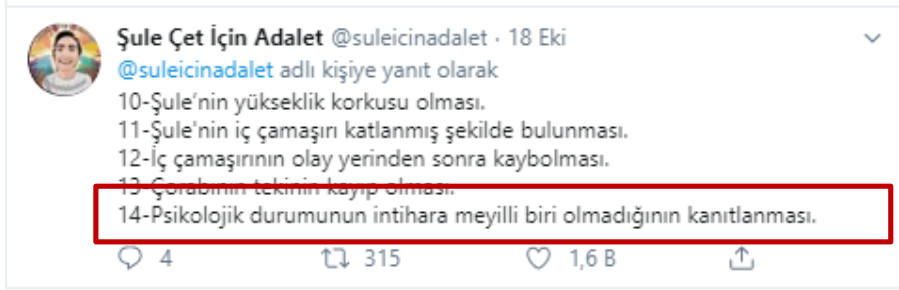 Şule Çet İçin Adalet @suleicinadalet · 18 Eki
@suleicinadalet adlı kişiye yanıt olarak
10-Şule'nin yükseklik korkusu olması.
11-Şule'nin iç çamaşırı katlanmış şekilde bulunması.
12-İç çamaşırının olay yerinden sonra kaybolması.
13-Çorabının tekinin kayıp olması.
14-Psikolojik durumunun intihara meyilli biri olmadığının kanıtlanması.
4 315 1,6 B